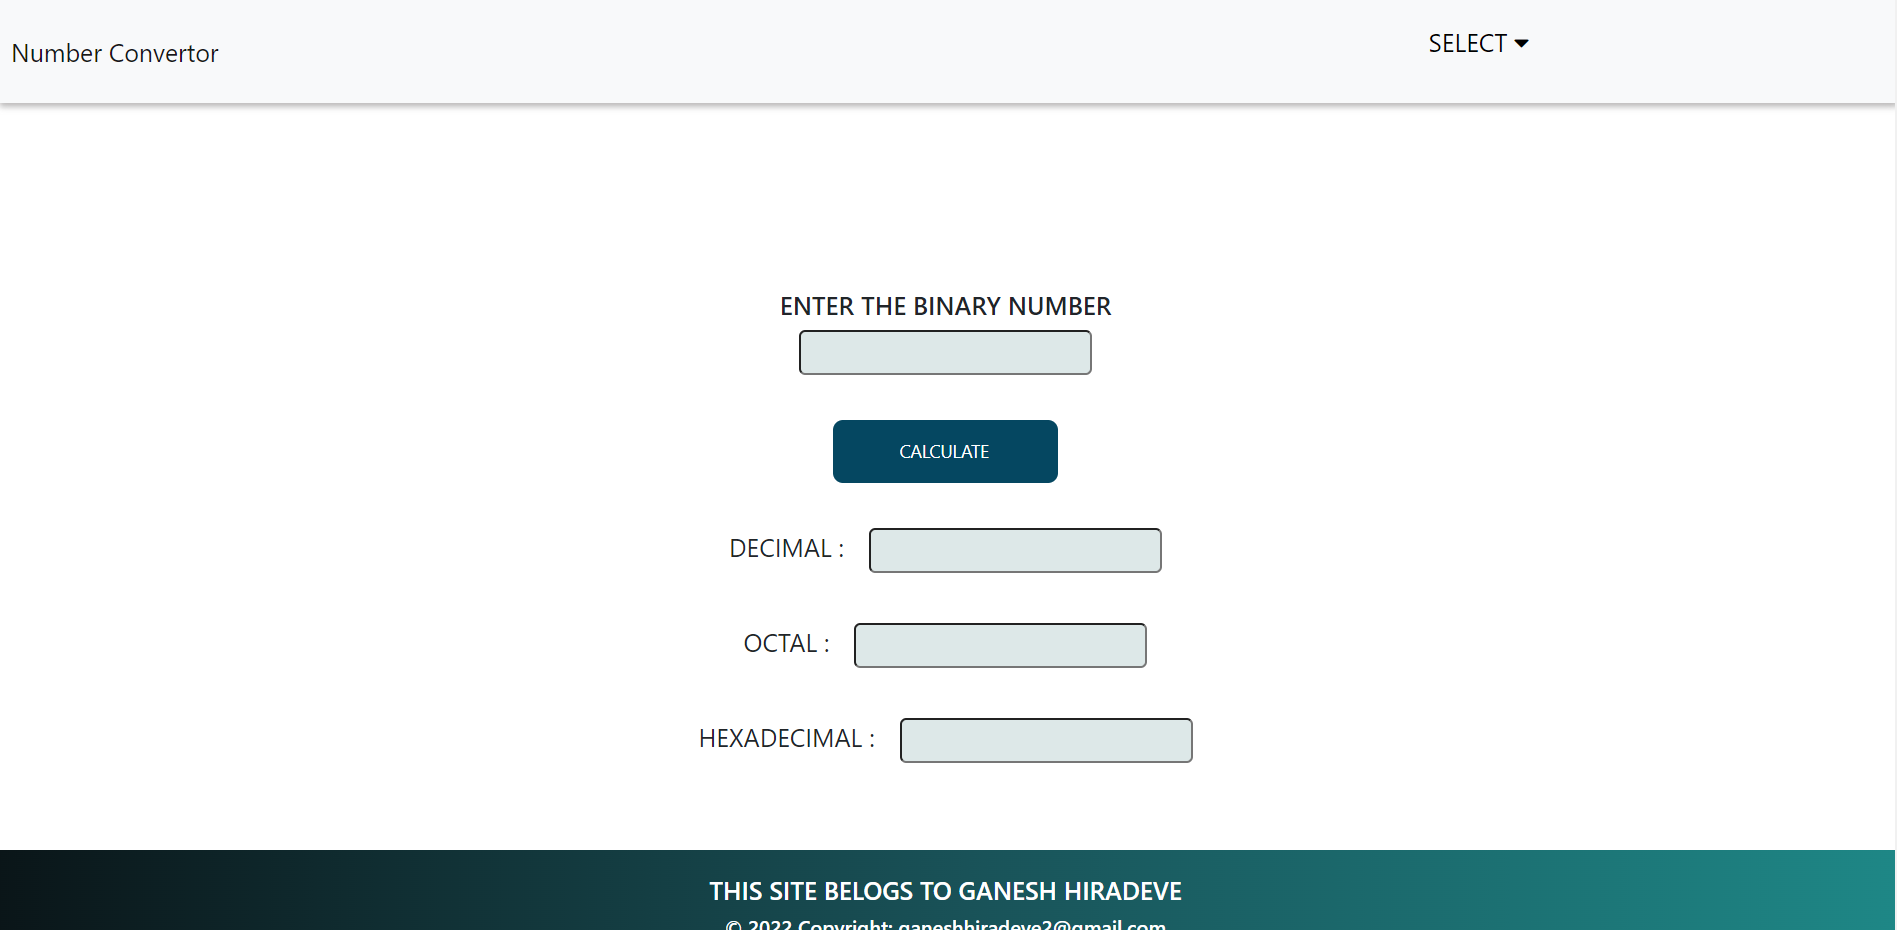 Number Convertor
SELECT
ENTER THE BINARY NUMBER
CALCULATE
DECIMAL :
OCTAL :
HEXADECIMAL :
THIS SITE BELOGS TO GANESH HIRADEVE
© 2022 Copyright: ganeshhiradeve2@gmail.com